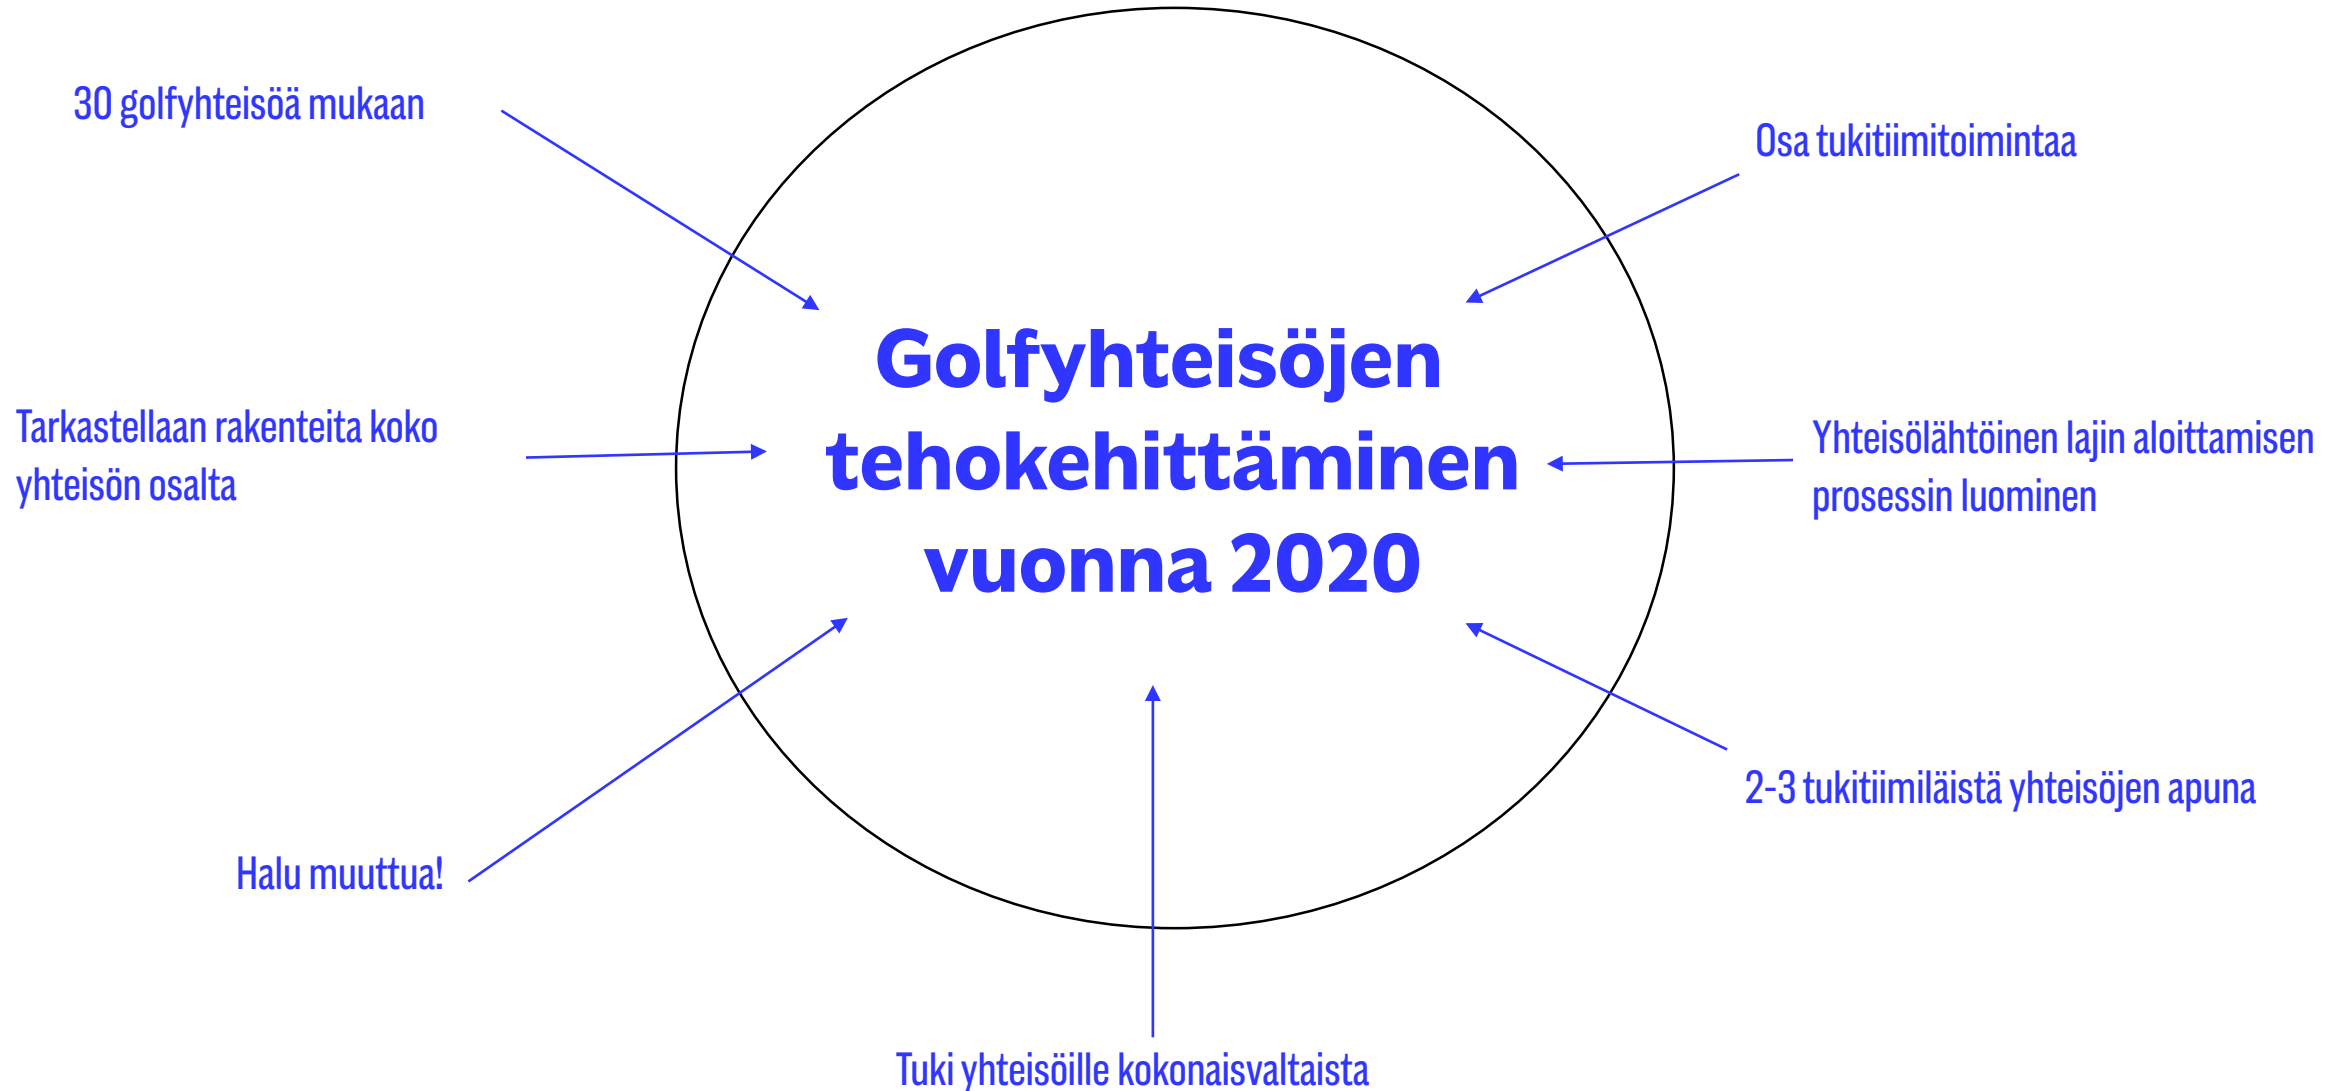 30 golfyhteisöä mukaan
Osa tukitiimitoimintaa
Golfyhteisöjen
tehokehittäminen
vuonna 2020
Tarkastellaan rakenteita koko
yhteisön osalta
Yhteisölähtöinen lajin aloittamisen
prosessin luominen
2-3 tukitiimiläistä yhteisöjen apuna
Halu muuttua!
Tuki yhteisöille kokonaisvaltaista